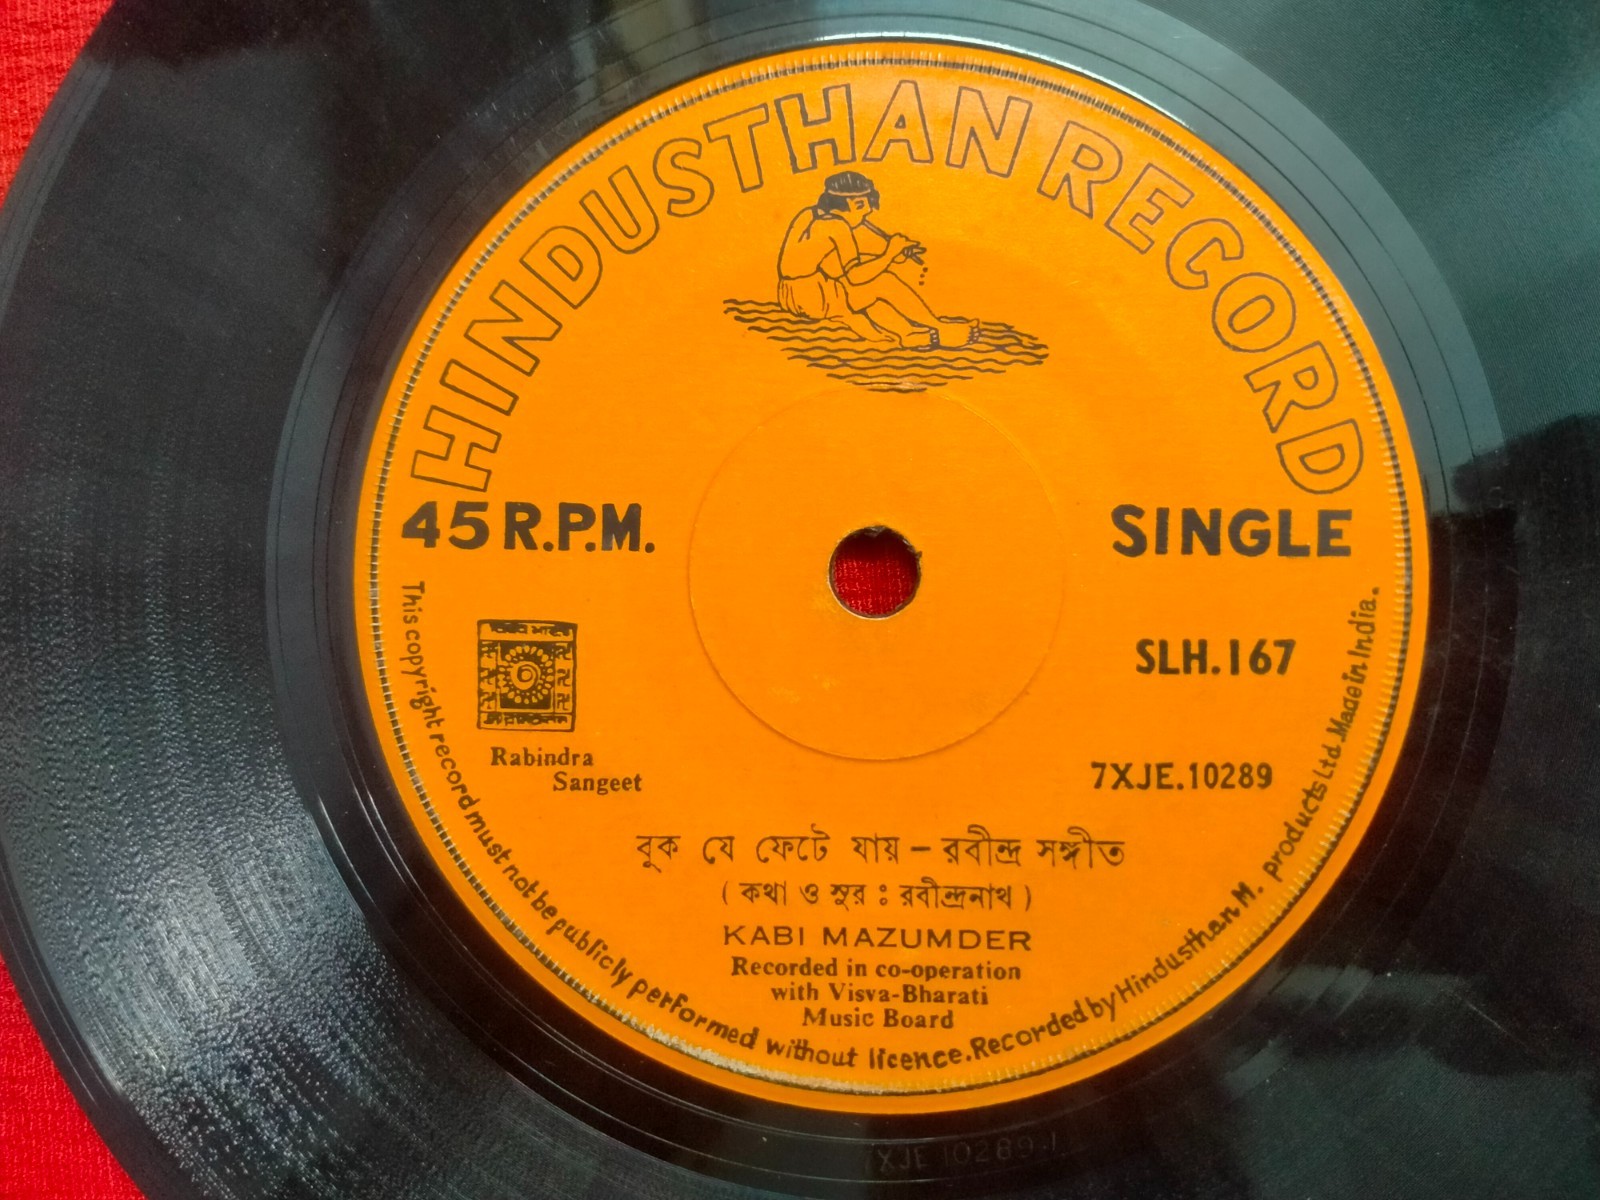 HINDUSTHAN RECORD
45 R.P.M.
SINGLE
SLH.167
Rabindra
Sangeet
7XJE.10289
বুক যে ফেটে যায় – রবীন্দ্র সঙ্গীত
( কথা ও সুর : রবীন্দ্রনাথ )
KABI MAZUMDER
Recorded in co-operation
with Visva-Bharati
Music Board
This copyright record must not be publicly performed without licence. Recorded by Hindusthan M. products Ltd. Made in India.
XJE 10289